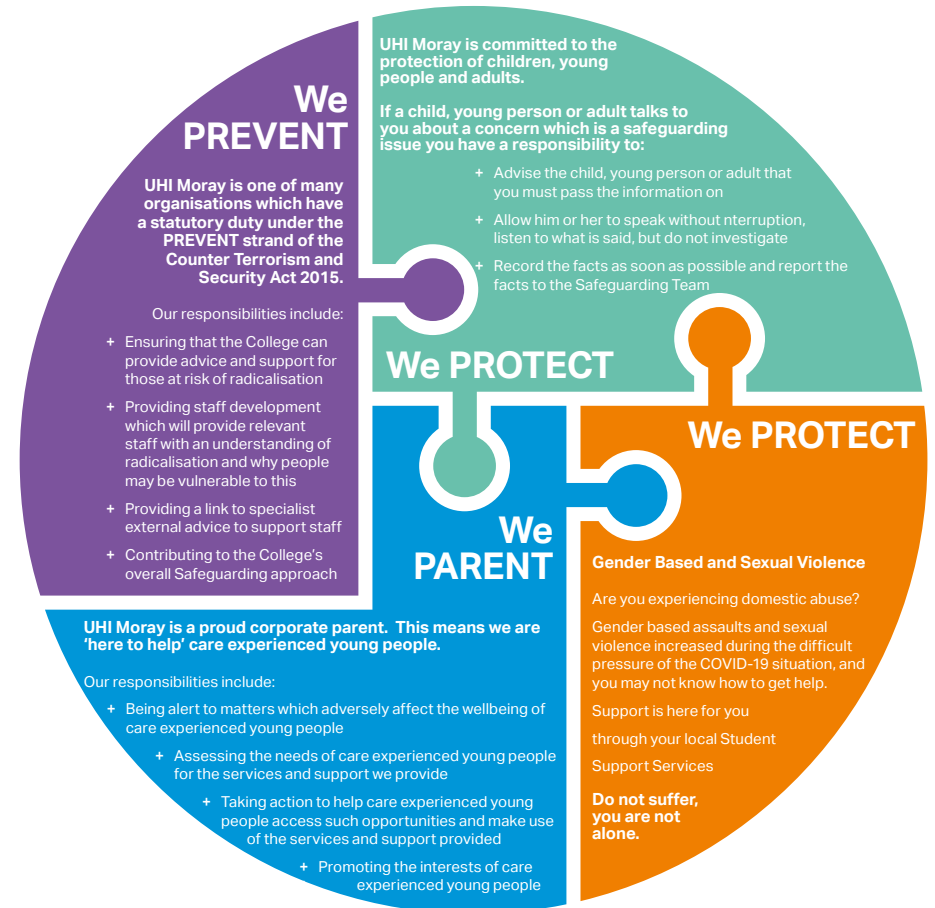 We
PREVENT
UHI Moray is one of many
organisations which have
a statutory duty under the
PREVENT strand of the
Counter Terrorism and
Security Act 2015.
Our responsibilities include:
+ Ensuring that the College can
provide advice and support for
those at risk of radicalisation
+ Providing staff development
which will provide relevant
staff with an understanding of
radicalisation and why people
may be vulnerable to this
+ Providing a link to specialist
external advice to support staff
+ Contributing to the College's
overall Safeguarding approach
UHI Moray is committed to the
protection of children, young
people and adults.
If a child, young person or adult talks to
you about a concern which is a safeguarding
issue you have a responsibility to:
+ Advise the child, young person or adult that
you must pass the information on
+ Allow him or her to speak without nterruption,
listen to what is said, but do not investigate
+ Record the facts as soon as possible and report the
facts to the Safeguarding Team
We PROTECT
We PARENT
UHI Moray is a proud corporate parent. This means we are
'here to help' care experienced young people.
Our responsibilities include:
+ Being alert to matters which adversely affect the wellbeing of
care experienced young people
+ Assessing the needs of care experienced young people
for the services and support we provide
+ Taking action to help care experienced young
people access such opportunities and make use
of the services and support provided
+ Promoting the interests of care
experienced young people
We PROTECT
Gender Based and Sexual Violence
Are you experiencing domestic abuse?
Gender based assaults and sexual
violence increased during the difficult
pressure of the COVID-19 situation, and
you may not know how to get help.
Support is here for you
through your local Student
Support Services
Do not suffer,
you are not
alone.